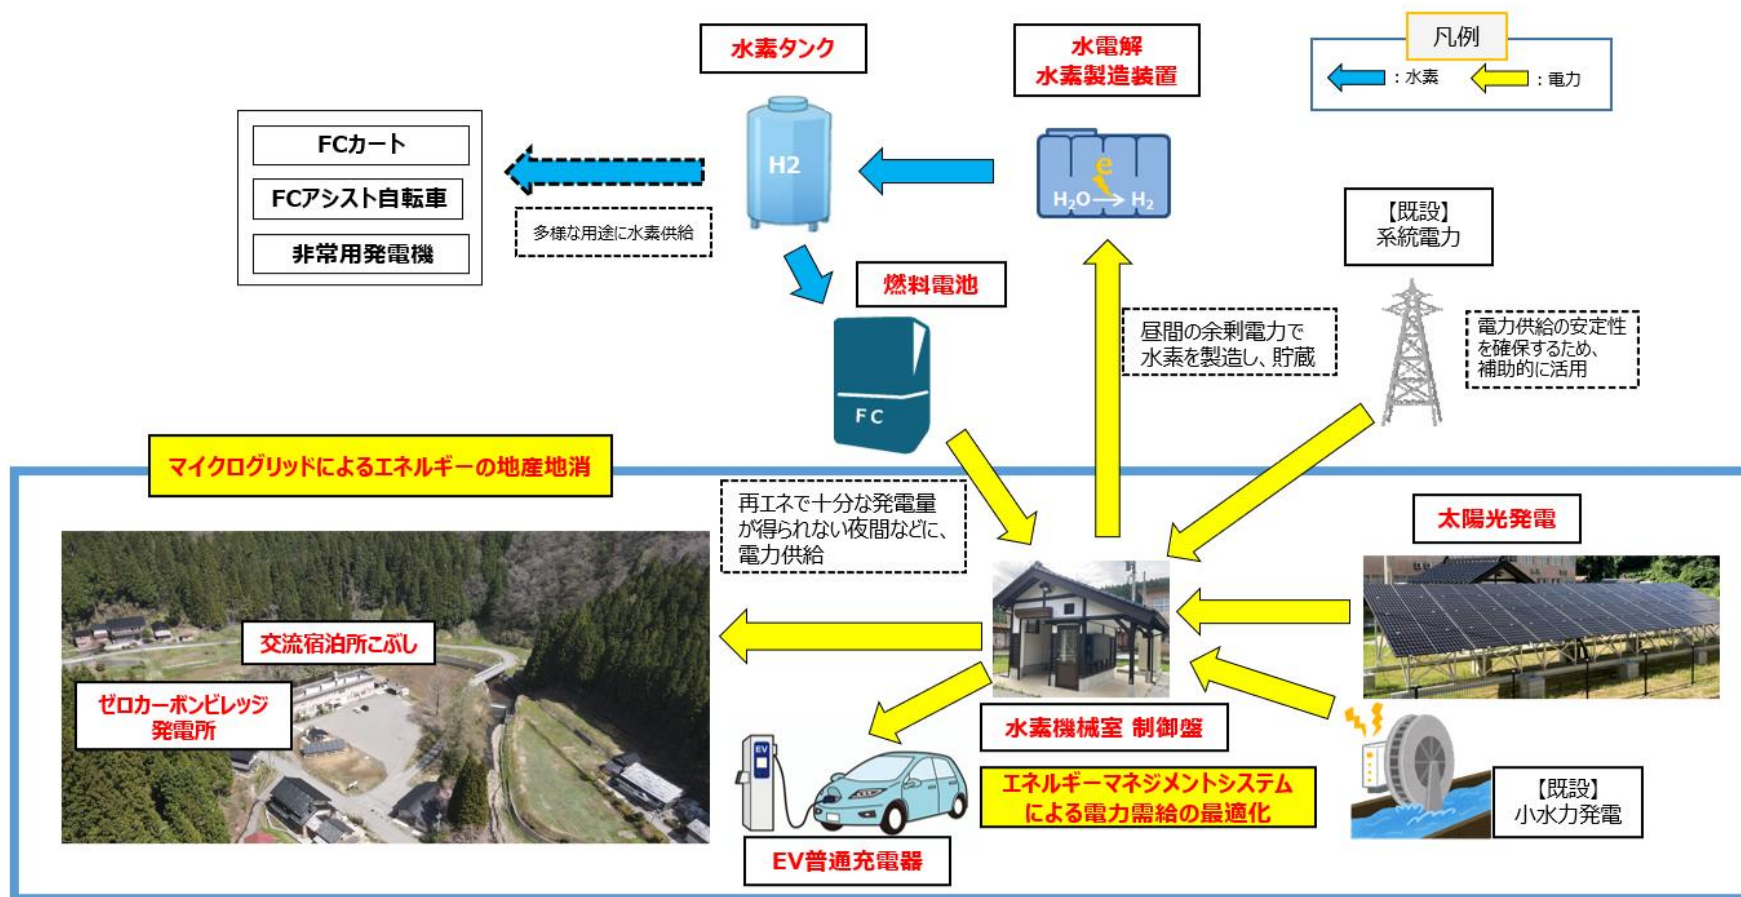 水素タンク
水電解
水素製造装置
凡例
：水素
：電力
FCカート
FCアシスト自転車
非常用発電機
多様な用途に水素供給
H2
e
H₂O→H₂
【既設】
系統電力
燃料電池
FC
昼間の余剰電力で
水素を製造し、貯蔵
電力供給の安定性
を確保するため、
補助的に活用
マイクログリッドによるエネルギーの地産地消
再エネで十分な発電量
が得られない夜間などに、
電力供給
太陽光発電
交流宿泊所こぶし
ゼロカーボンビレッジ
発電所
水素機械室 制御盤
EV
エネルギーマネジメントシステム
による電力需給の最適化
EV普通充電器
【既設】
小水力発電